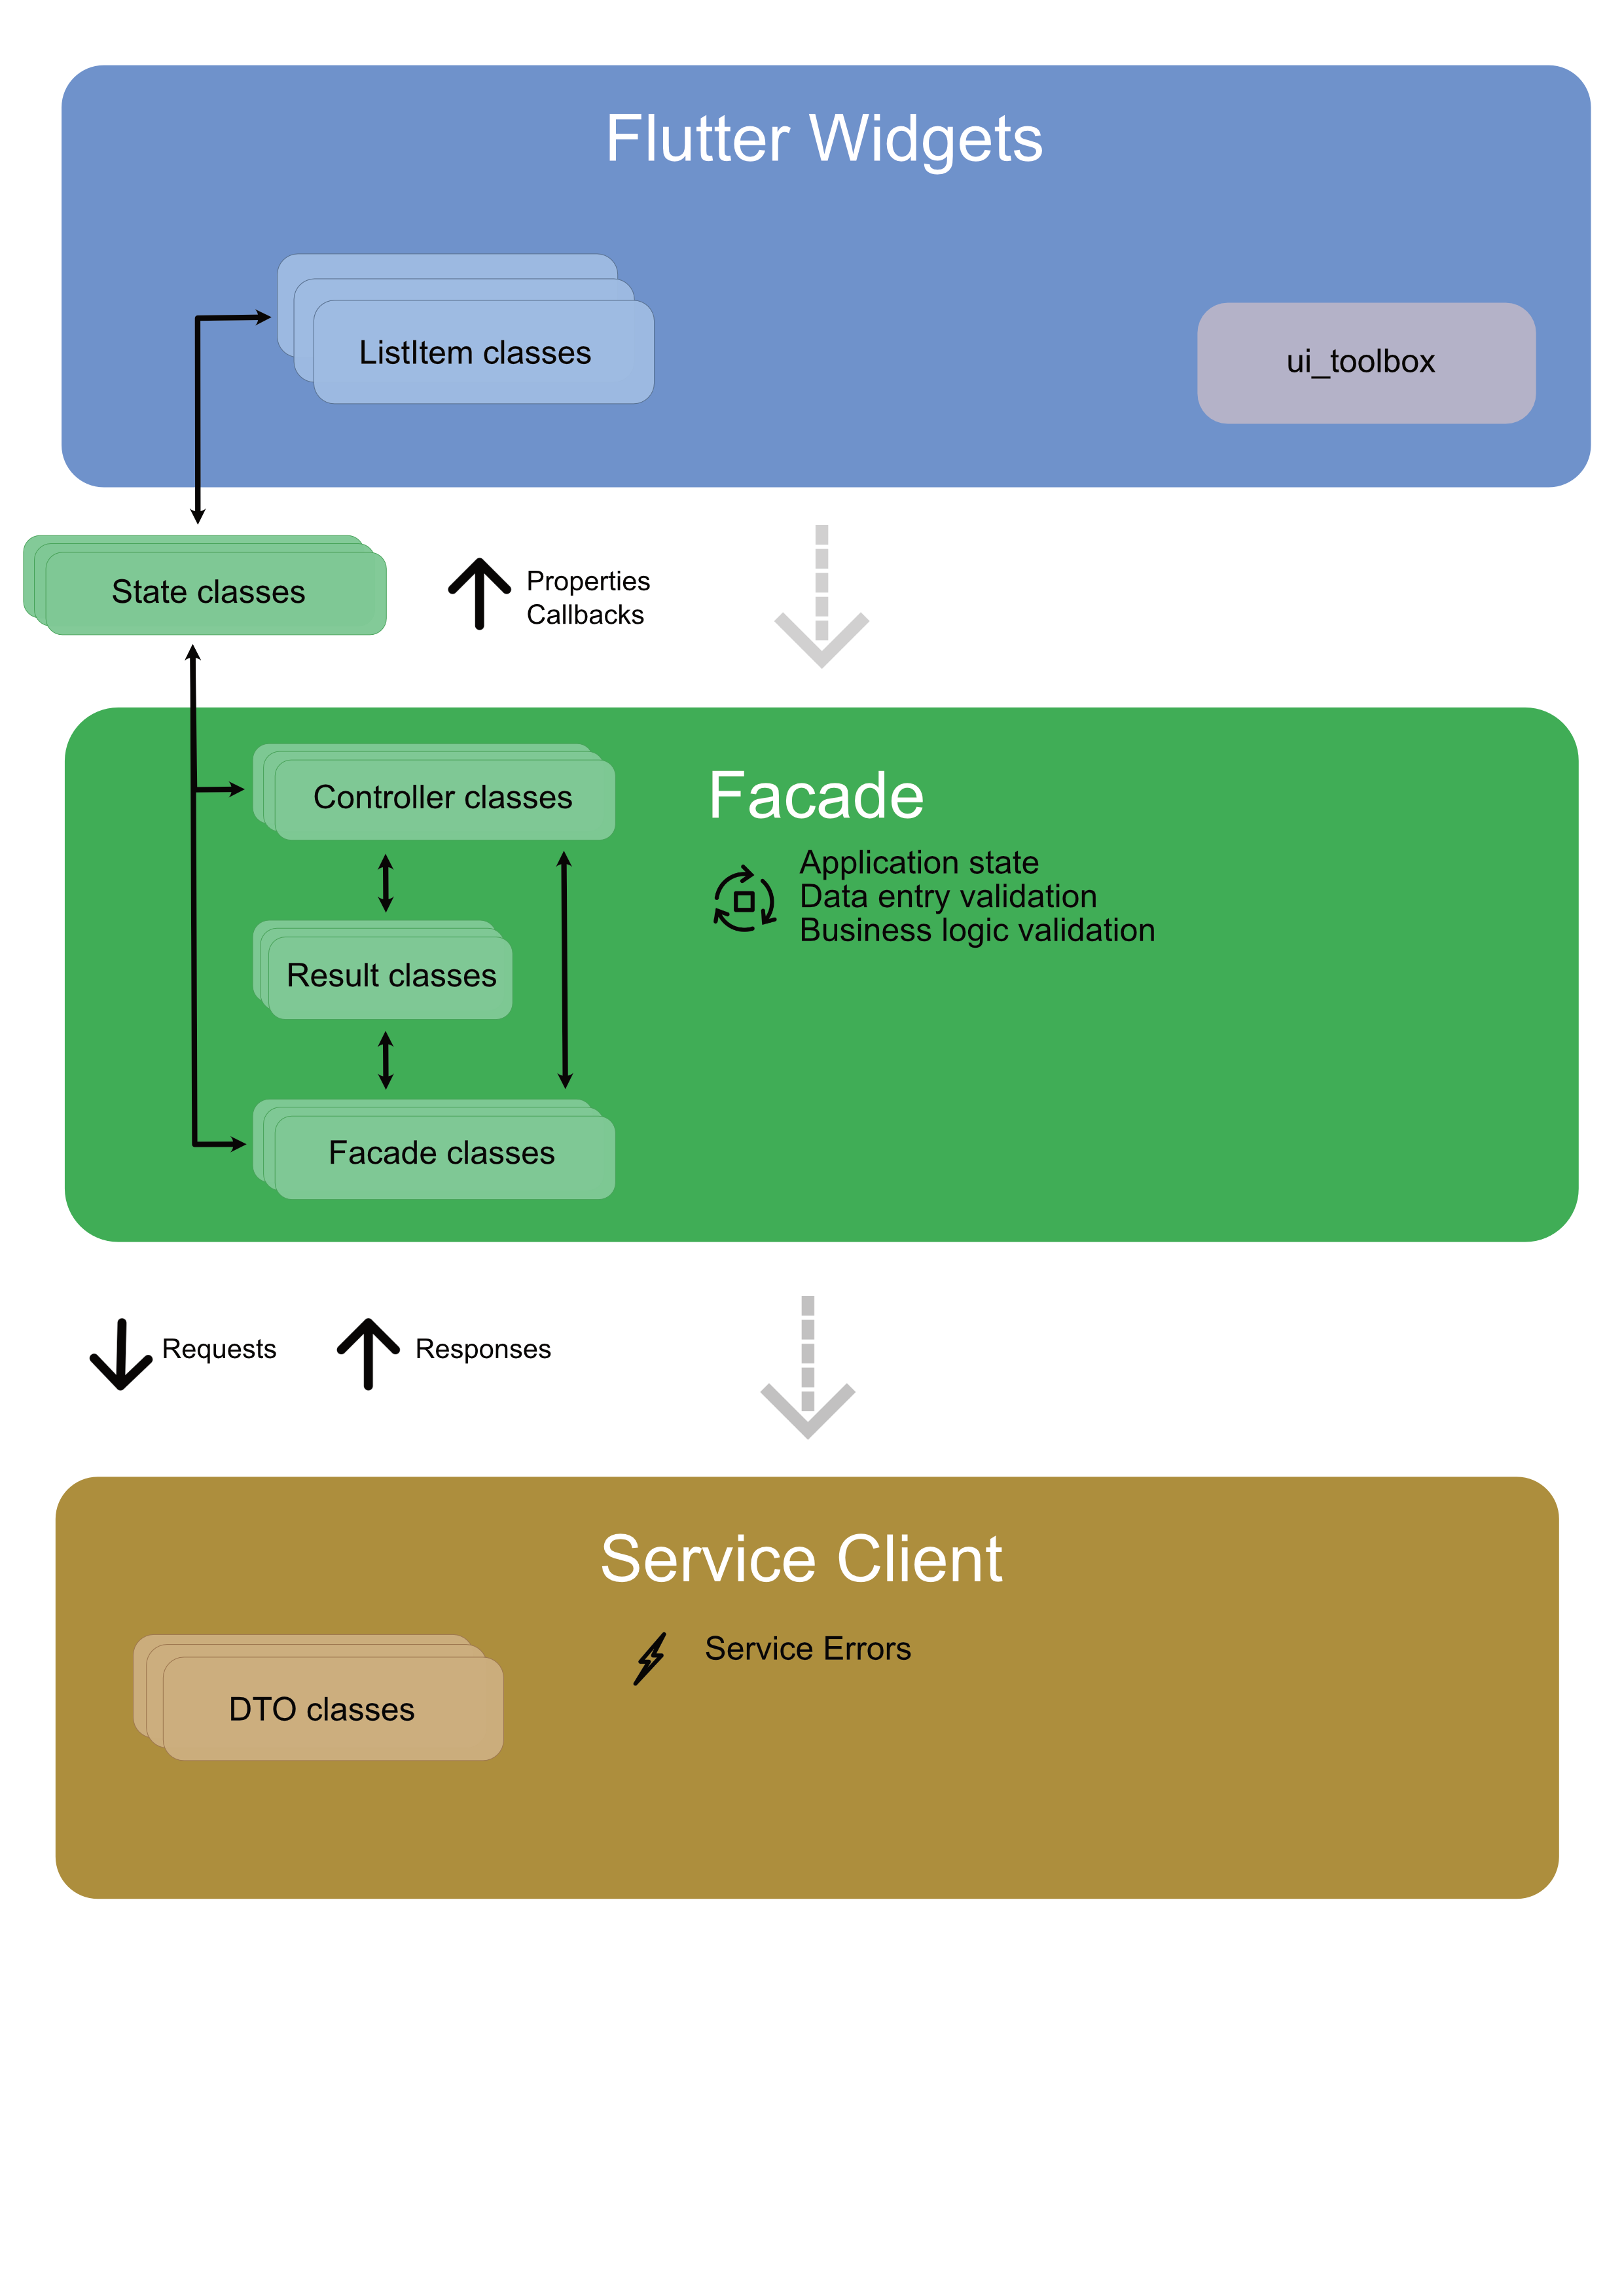 Flutter Widgets
ListItem classes
ui_toolbox
State classes
Properties
Callbacks
Controller classes
Facade
Application state
Data entry validation
Business logic validation
Result classes
Facade classes
Requests
Responses
Service Client
Service Errors
DTO classes